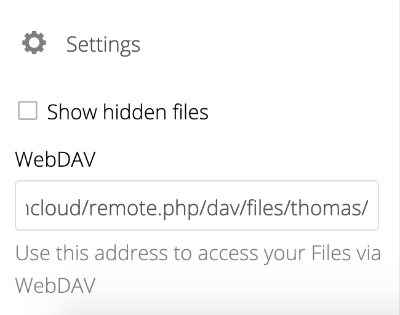 Settings
Show hidden files
WebDAV
ncloud/remote.php/dav/files/thomas/
Use this address to access your Files via
WebDAV